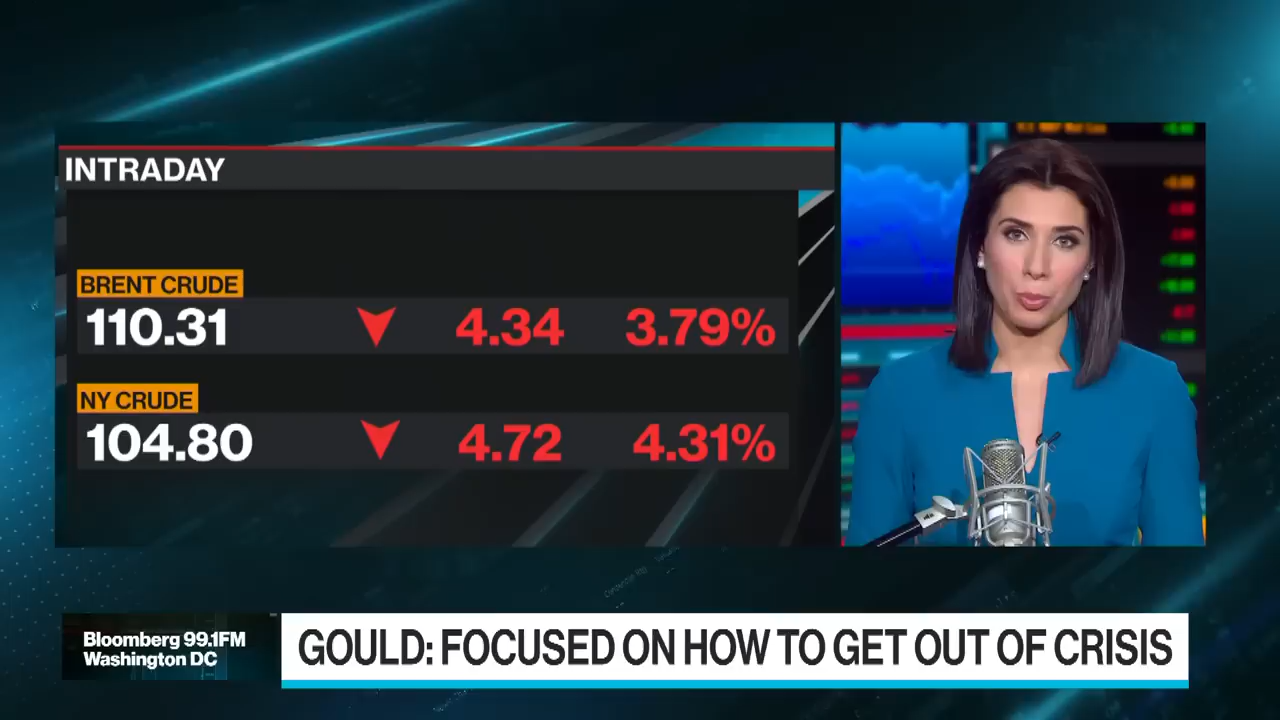 INTRADAY
BRENT CRUDE
110.31 4.34 3.79%
NY CRUDE
104.80 4.72 4.31%
Bloomberg 99.1FM
Washington DC
GOULD: FOCUSED ON HOW TO GET OUT OF CRISIS